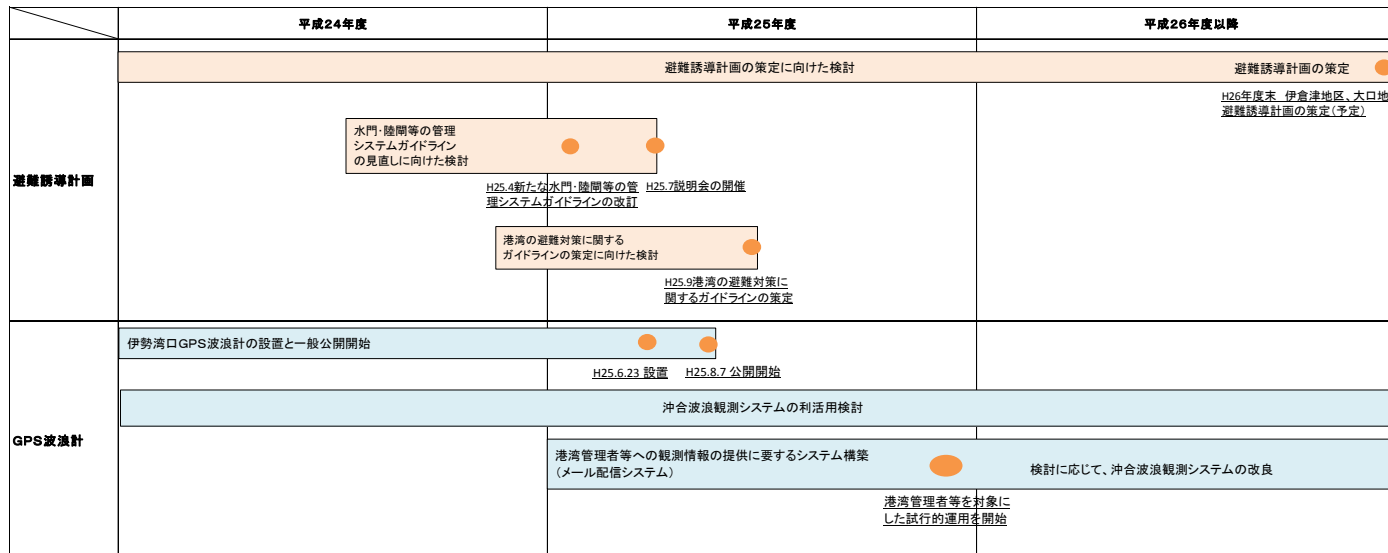 平成24年度
平成25年度
平成26年度以降
避難誘導計画
避難誘導計画の策定に向けた検討
避難誘導計画の策定
H26年度末 伊倉津地区、大口地
避難誘導計画の策定(予定)
水門・陸閘等の管理
システムガイドライン
の見直しに向けた検討
H25.4新たな水門・陸閘等の管
理システムガイドラインの改訂
H25.7説明会の開催
港湾の避難対策に関する
ガイドラインの策定に向けた検討
H25.9港湾の避難対策に
関するガイドラインの策定
GPS波浪計
伊勢湾口GPS波浪計の設置と一般公開開始
H25.6.23 設置
H25.8.7 公開開始
沖合波浪観測システムの利活用検討
港湾管理者等への観測情報の提供に要するシステム構築
(メール配信システム)
検討に応じて、沖合波浪観測システムの改良
港湾管理者等を対象に
した試行的運用を開始